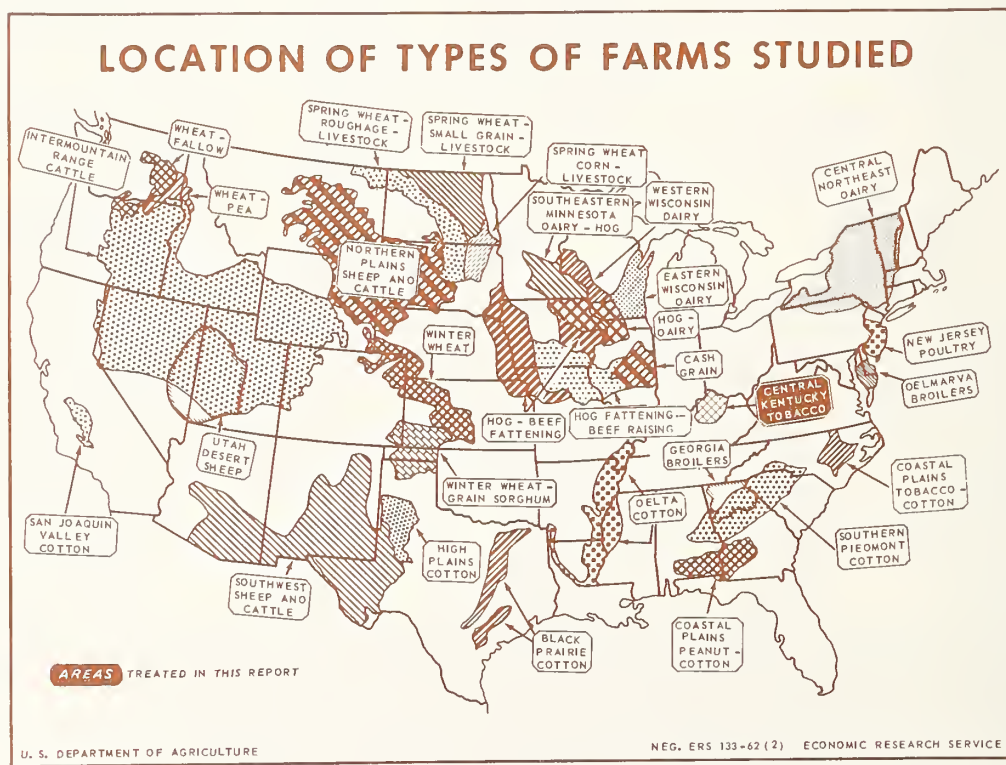 LOCATION OF TYPES OF FARMS STUDIED
SPRING WHEAT-
ROUGHAGE-
LIVESTOCK
SPRING WHEAT-
SMALL GRAIN-
LIVESTOCK
WHEAT-
FALLOW
INTERMOUNTAIN
RANGE
CATTLE
WHEAT-
PEA
SPRING WHEAT
CORN-
LIVESTOCK
SOUTHEASTERN
MINNESOTA
DAIRY-HOG
WESTERN
WISCONSIN
DAIRY
CENTRAL
NORTHEAST
DAIRY
NORTHERN
PLAINS
SHEEP AND
CATTLE
EASTERN
WISCONSIN
DAIRY
HOG-
DAIRY
WINTER
WHEAT
CASH
GRAIN
NEW JERSEY
POULTRY
DELMARVA
BROILERS
CENTRAL
KENTUCKY
TOBACCO
HOG-BEEF
FATTENING
HOG FATTENING--
BEEF RAISING
UTAH
DESERT
SHEEP
GEORGIA
BROILERS
WINTER WHEAT-
GRAIN SORGHUM
DELTA
COTTON
COASTAL
PLAINS
TOBACCO-
COTTON
SAN JOAQUIN
VALLEY
COTTON
HIGH
PLAINS
COTTON
SOUTHERN
PIEDMONT
COTTON
SOUTHWEST
SHEEP AND
CATTLE
BLACK
PRAIRIE
COTTON
COASTAL
PLAINS
PEANUT-
COTTON
AREAS TREATED IN THIS REPORT
U. S. DEPARTMENT OF AGRICULTURE
NEG. ERS 133-62 (2) ECONOMIC RESEARCH SERVICE